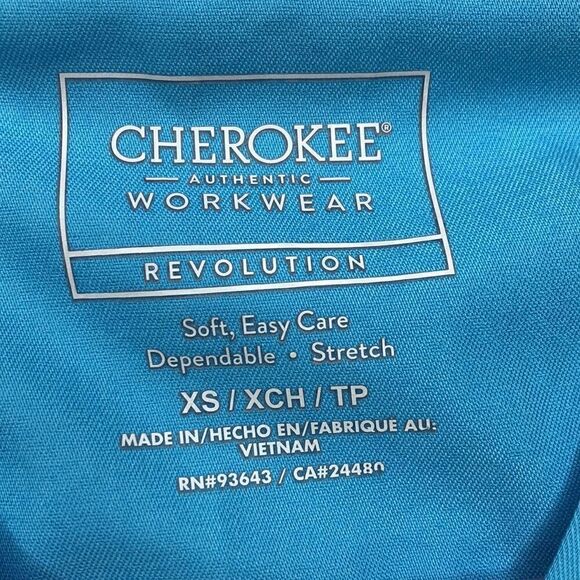 CHEROKEE®
AUTHENTIC
WORKWEAR
REVOLUTION
Soft, Easy Care
Dependable • Stretch
XS / XCH / TP
MADE IN/HECHO EN/FABRIQUE AU:
VIETNAM
RN#93643 / CA#24480